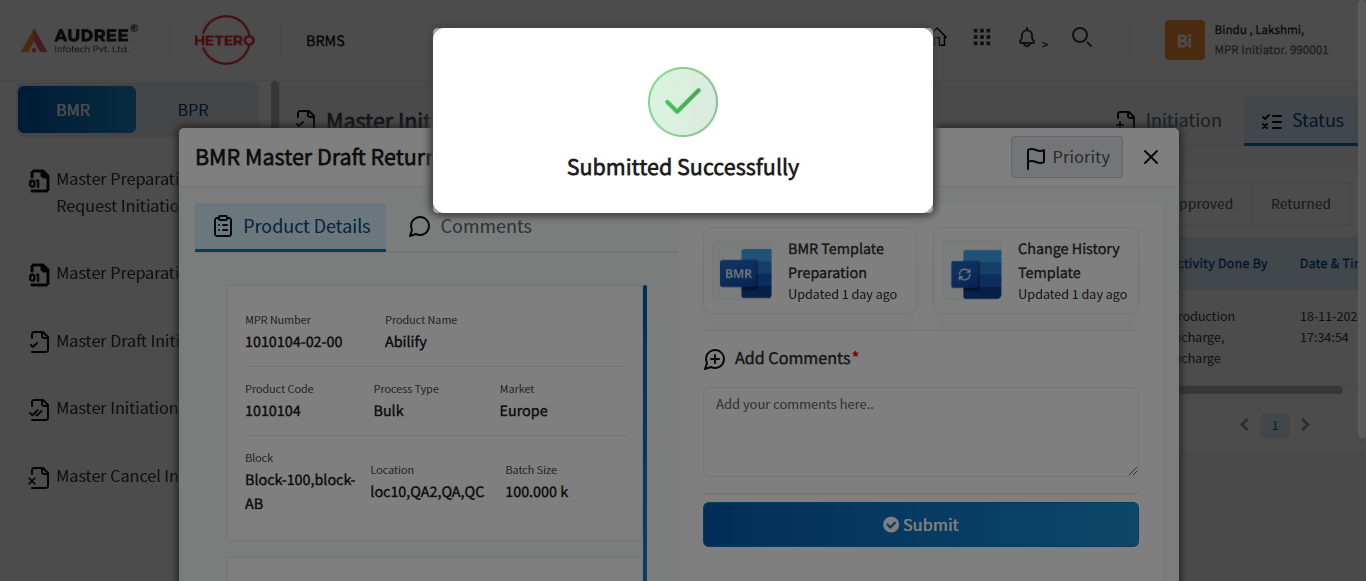 AUDREE®
Infotech Pvt. Ltd.
HETERO
BRMS
>
Bi
Bindu , Lakshmi,
MPR Initiator. 990001
Submitted Successfully
BMR
BPR
Master Init
Initiation
Status
Master Preparati
Request Initiatio
Master Preparati
Master Draft Initi
Master Initiation
Master Cancel In
01
01
BMR Master Draft Return
Priority
Product Details
Comments
MPR Number
Product Name
1010104-02-00
Abilify
Product Code
Process Type
Market
1010104
Bulk
Europe
Block
Location
Batch Size
Block-100,block-
AB
loc10,QA2,QA,QC
100.000 k
BMR
BMR Template
Preparation
Updated 1 day ago
Change History
Template
Updated 1 day ago
Add Comments*
Add your comments here..
Submit
pproved
Returned
ctivity Done By
Date & Tim
roduction
charge,
charge
18-11-202
17:34:54
1